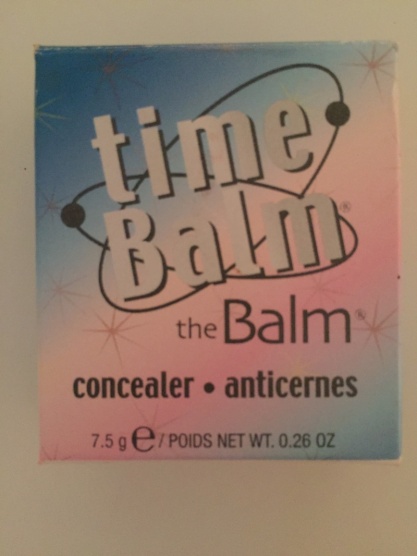 time
Balm®
the Balm®
concealer • anticernes
7.5 g ℮ / POIDS NET WT. 0.26 OZ